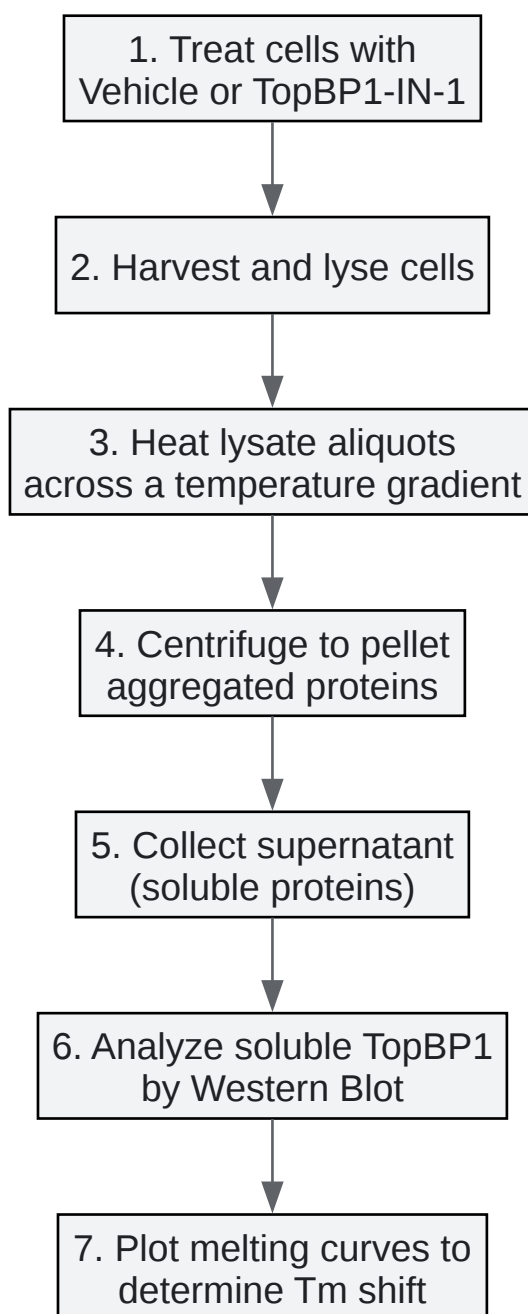 1. Treat cells with
Vehicle or TopBP1-IN-1
2. Harvest and lyse cells
3. Heat lysate aliquots
across a temperature gradient
4. Centrifuge to pellet
aggregated proteins
5. Collect supernatant
(soluble proteins)
6. Analyze soluble TopBP1
by Western Blot
7. Plot melting curves to
determine Tm shift